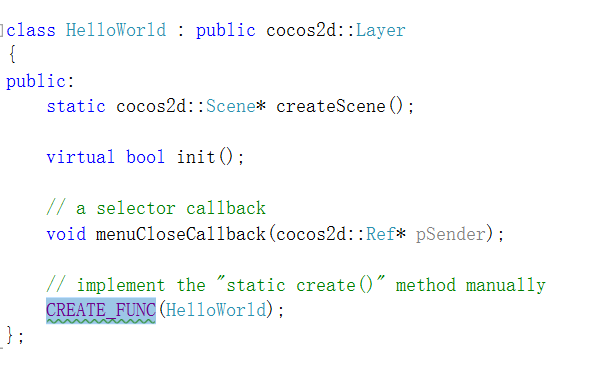 class HelloWorld : public cocos2d::Layer
{
public:
static cocos2d::Scene* createScene();
virtual bool init();
// a selector callback
void menuCloseCallback(cocos2d::Ref* pSender);
// implement the "static create()" method manually
CREATE_FUNC(HelloWorld);
};